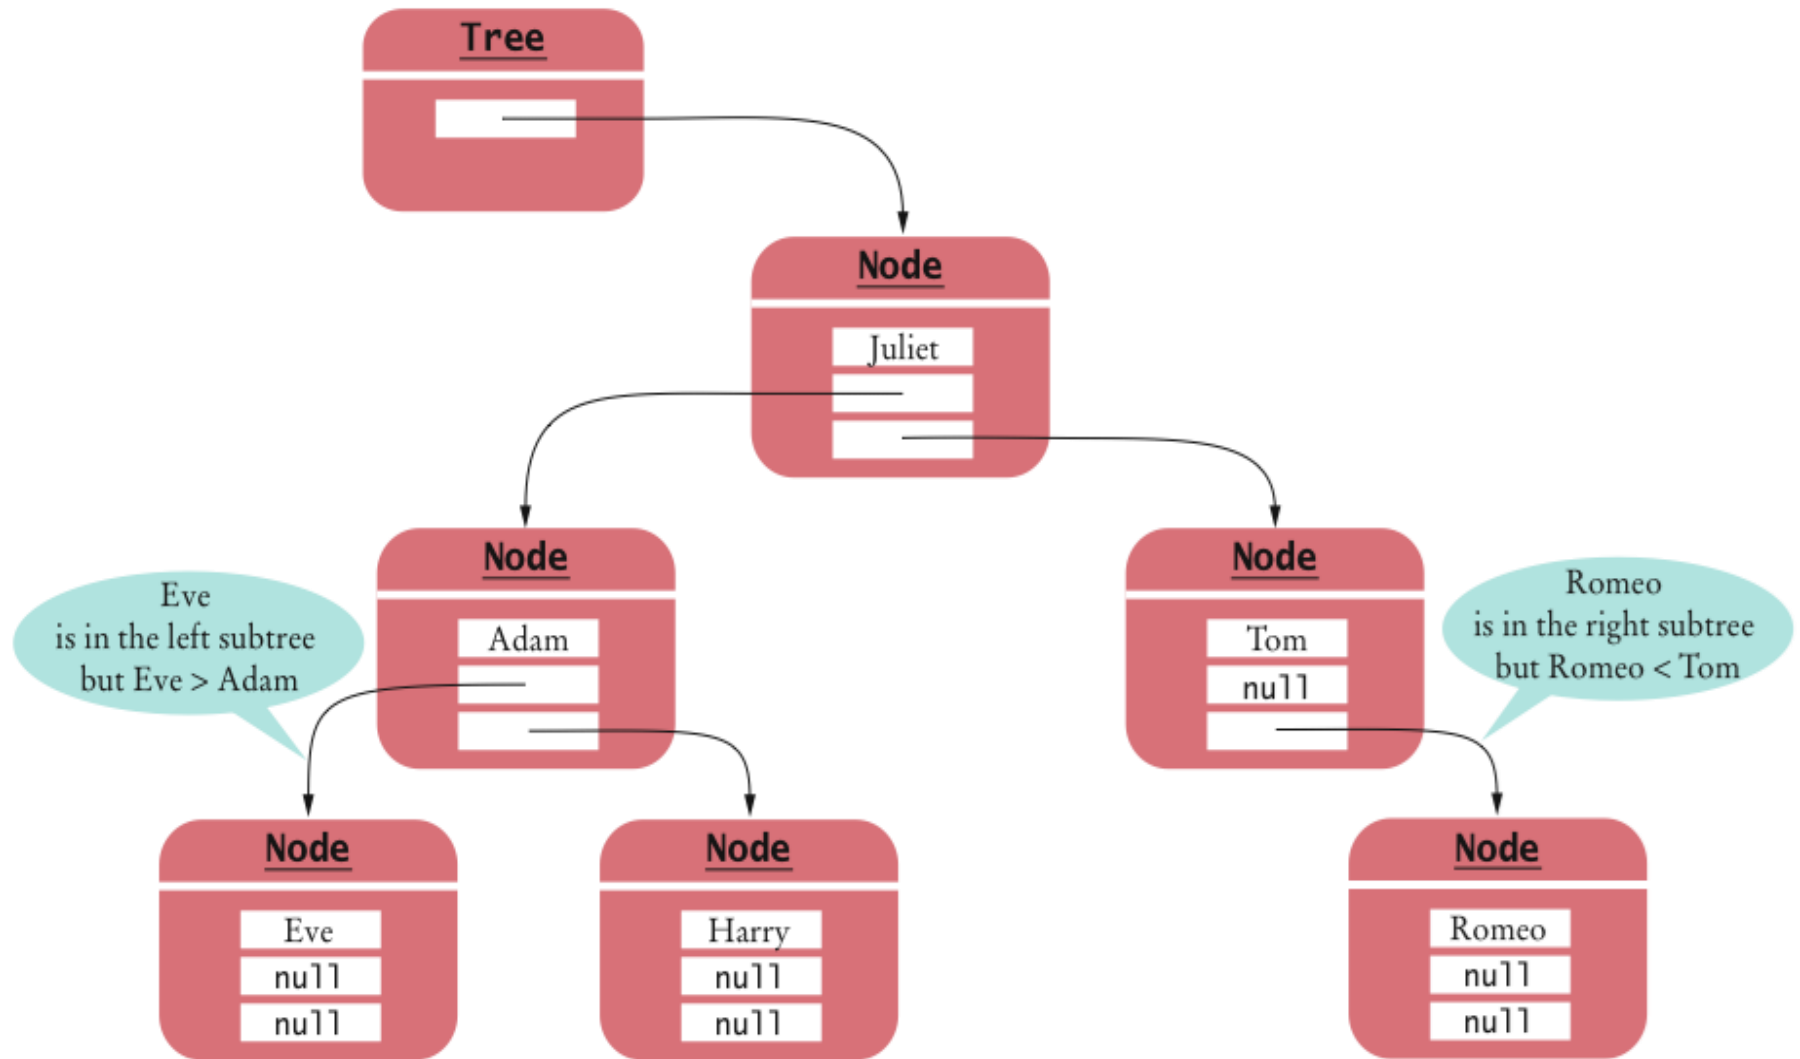 Tree
Node
Juliet
Node
Adam
Node
Tom
null
Eve
is in the left subtree
but Eve > Adam
Romeo
is in the right subtree
but Romeo < Tom
Node
Eve
null
null
Node
Harry
null
null
Node
Romeo
null
null